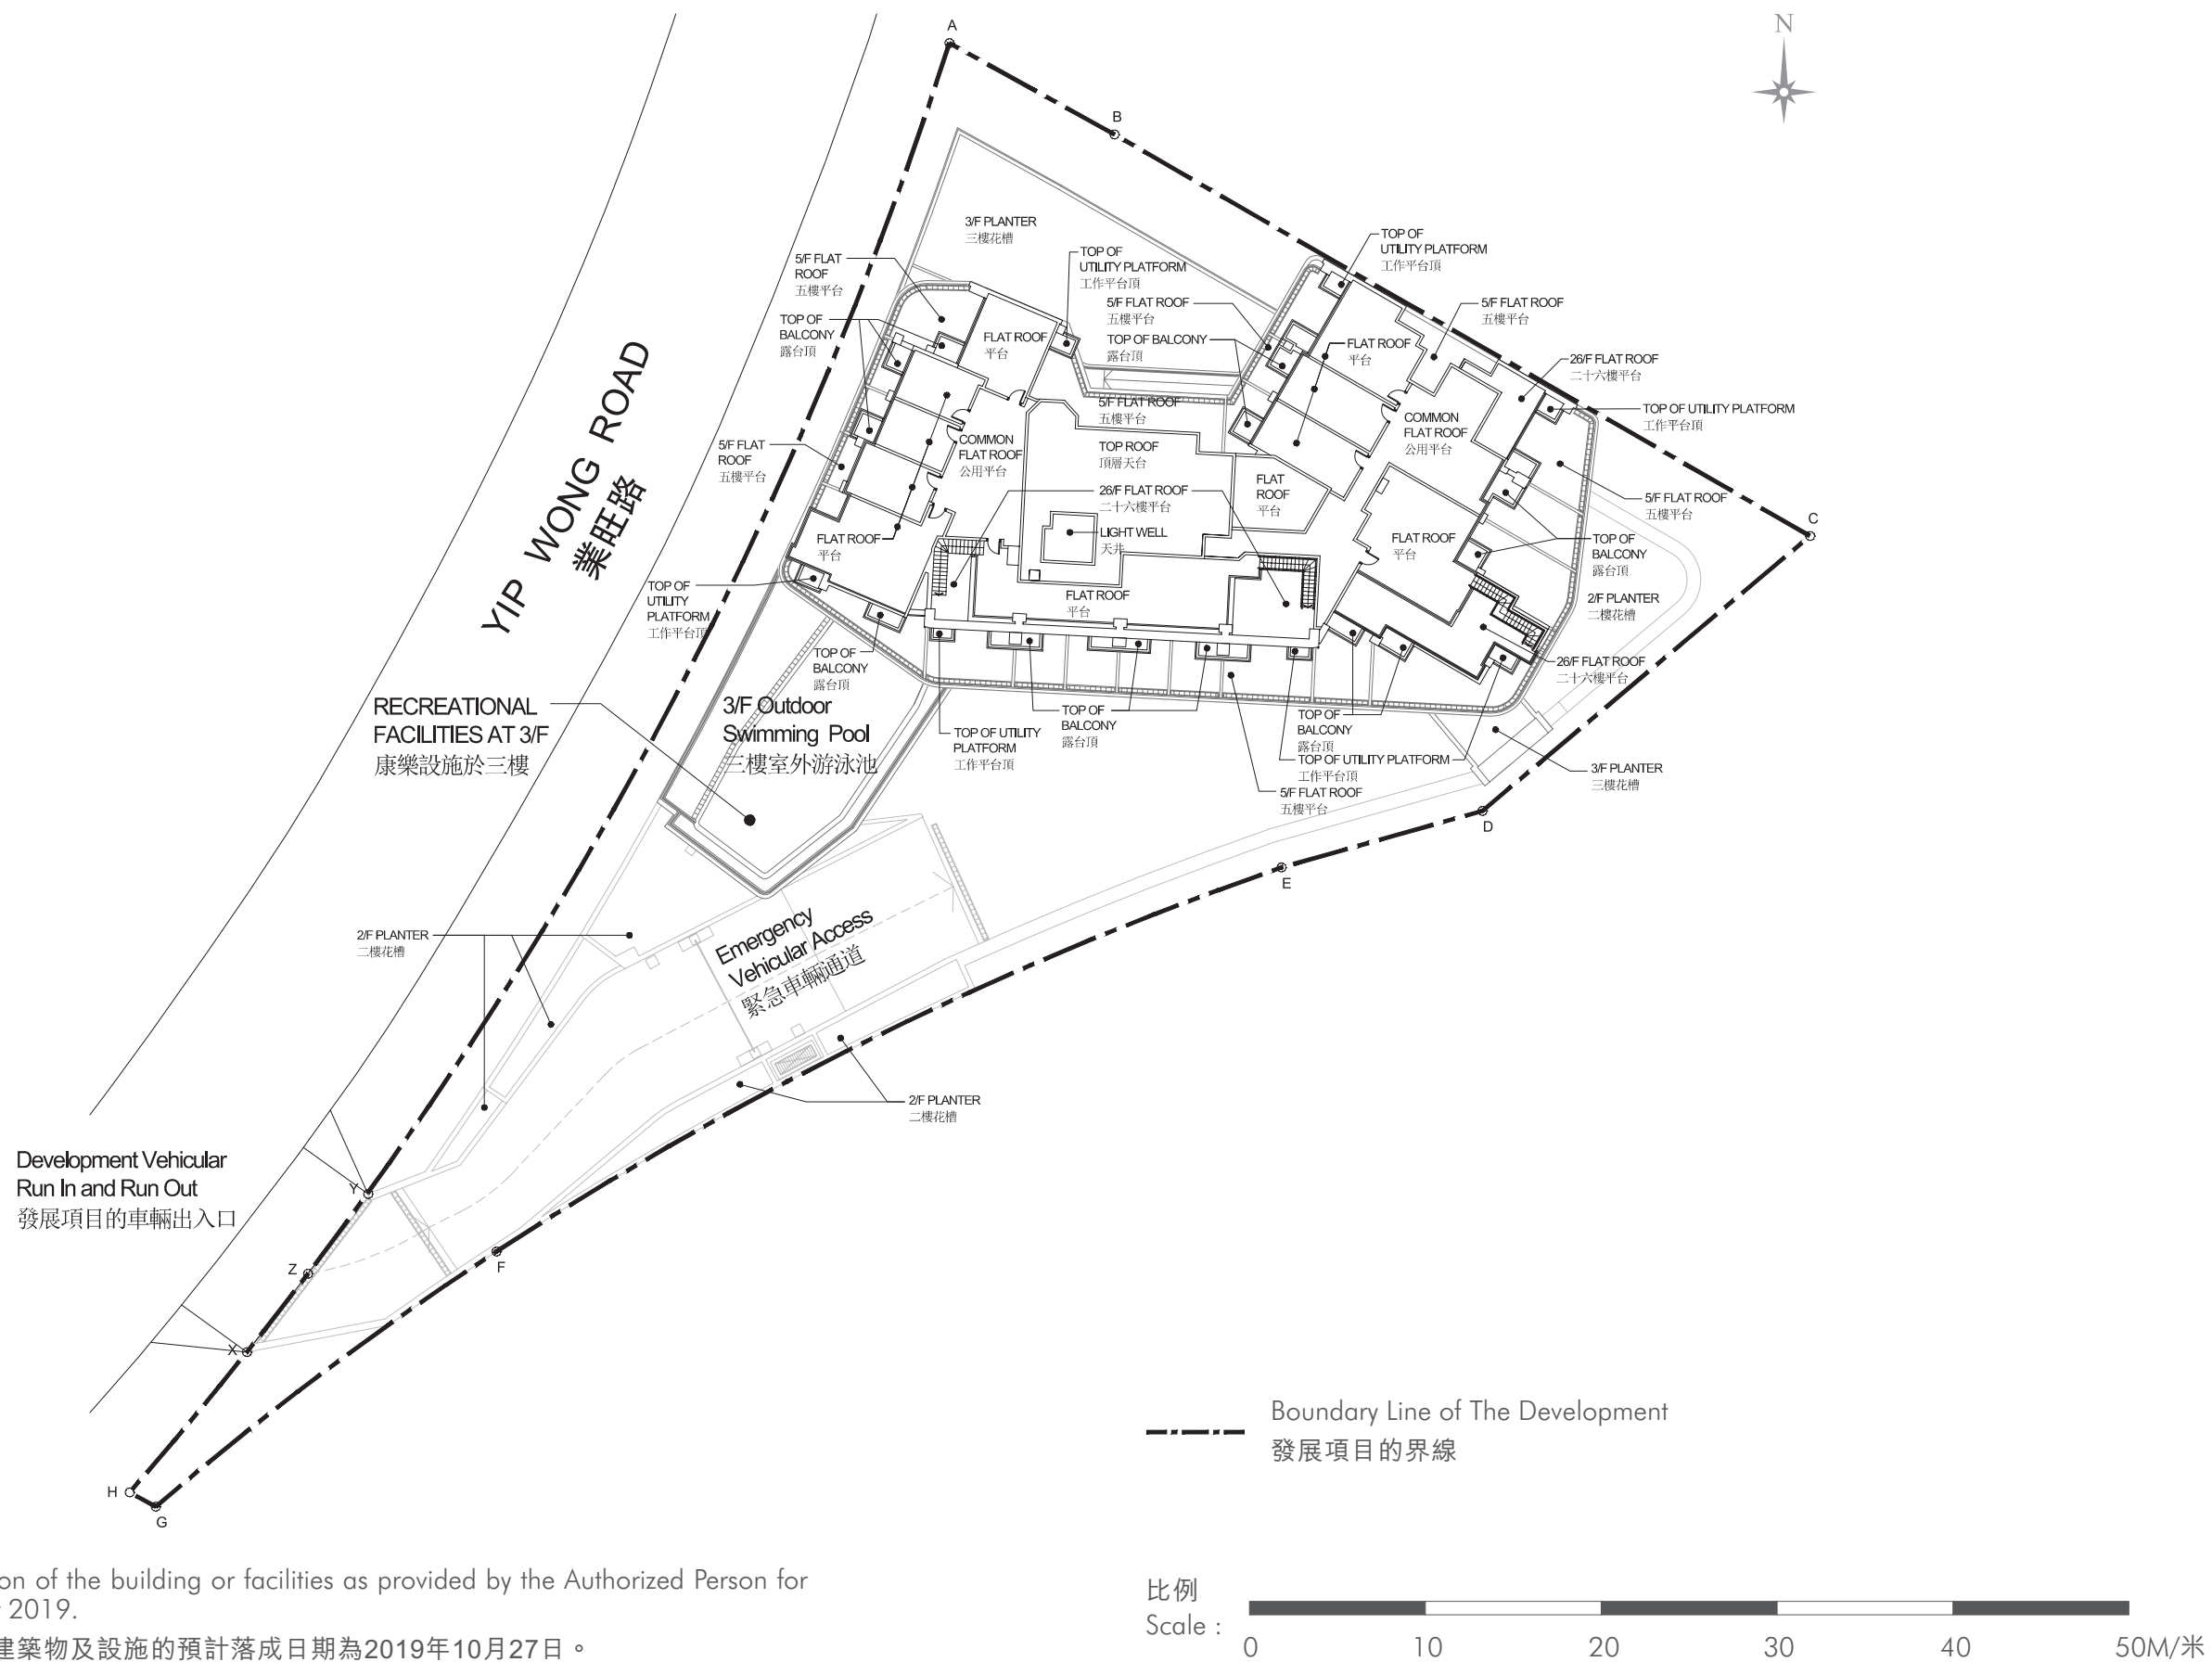 N
A
B
3/F PLANTER
三樓花槽
TOP OF
UTILITY PLATFORM
工作平台頂
TOP OF
UTILITY PLATFORM
工作平台頂
5/F FLAT
ROOF
五樓平台
5/F FLAT ROOF
五樓平台
5/F FLAT ROOF
五樓平台
TOP OF
BALCONY
露台頂
FLAT ROOF
平台
TOP OF BALCONY
露台頂
FLAT ROOF
平台
26/F FLAT ROOF
二十六樓平台
5/F FLAT ROOF
五樓平台
TOP OF UTILITY PLATFORM
工作平台頂
YIP WONG ROAD
業旺路
5/F FLAT
ROOF
五樓平台
COMMON
FLAT ROOF
公用平台
TOP ROOF
頂層天台
COMMON
FLAT ROOF
公用平台
26/F FLAT ROOF
二十六樓平台
FLAT
ROOF
平台
5/F FLAT ROOF
五樓平台
C
FLAT ROOF
平台
LIGHT WELL
天井
FLAT ROOF
平台
TOP OF
BALCONY
露台頂
TOP OF
UTILITY
PLATFORM
工作平台頂
FLAT ROOF
平台
2/F PLANTER
二樓花槽
TOP OF
BALCONY
露台頂
26/F FLAT ROOF
二十六樓平台
RECREATIONAL
FACILITIES AT 3/F
康樂設施於三樓
3/F Outdoor
Swimming Pool
三樓室外游泳池
TOP OF UTILITY
PLATFORM
工作平台頂
TOP OF
BALCONY
露台頂
TOP OF
BALCONY
露台頂
TOP OF UTILITY PLATFORM
工作平台頂
5/F FLAT ROOF
五樓平台
3/F PLANTER
三樓花槽
D
E
2/F PLANTER
二樓花槽
Emergency
Vehicular Access
緊急車輛通道
2/F PLANTER
二樓花槽
Development Vehicular
Run In and Run Out
發展項目的車輛出入口
Y
Z
F
X
H
G
Boundary Line of The Development
發展項目的界線
on of the building or facilities as provided by the Authorized Person for
2019.
建築物及設施的預計落成日期為2019年10月27日。
比例
Scale :
0 10 20 30 40 50M/米